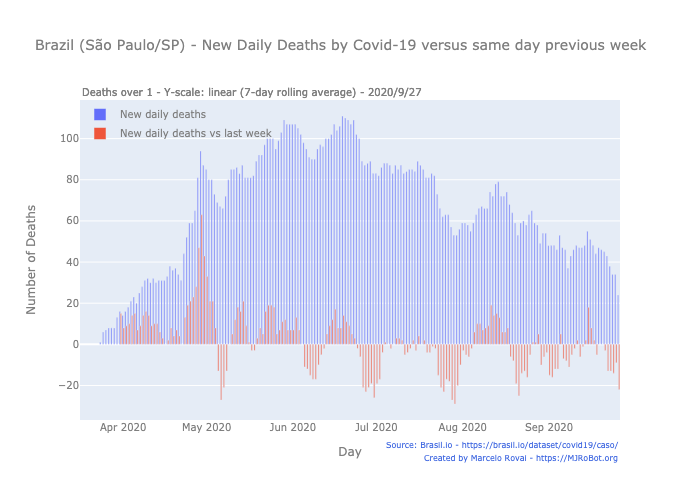 Brazil (São Paulo/SP) - New Daily Deaths by Covid-19 versus same day previous week
Deaths over 1 - Y-scale: linear (7-day rolling average) - 2020/9/27
New daily deaths
New daily deaths vs last week
Number of Deaths
100
80
60
40
20
0
−20
Apr 2020
May 2020
Jun 2020
Jul 2020
Aug 2020
Sep 2020
Day
Source: Brasil.io - https://brasil.io/dataset/covid19/caso/
Created by Marcelo Rovai - https://MJRoBot.org